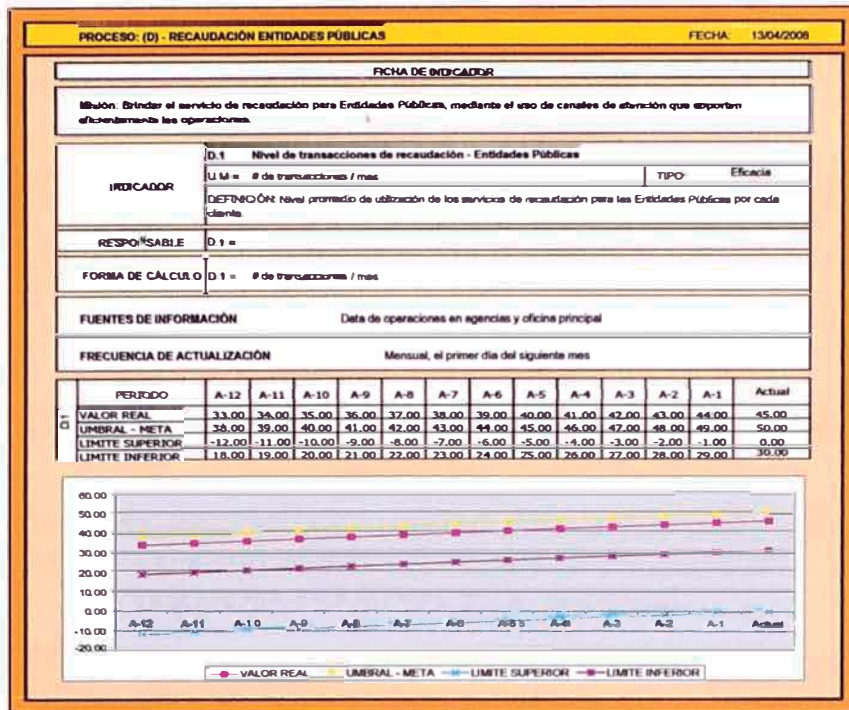 PROCESO: (D) - RECAUDACIÓN ENTIDADES PÚBLICAS FECHA: 13/04/2008
FICHA DE INDICADOR
Misión: Brindar el servicio de recaudación para Entidades Públicas, mediante el uso de canales de atención que soporten
eficientemente las operaciones.
INDICADOR
D.1 Nivel de transacciones de recaudación - Entidades Públicas
U.M = # de transacciones / mes TIPO: Eficacia
DEFINICIÓN: Nivel promedio de utilización de los servicios de recaudación para las Entidades Públicas por cada
cliente.
RESPONSABLE D.1 =
FORMA DE CÁLCULO D.1 = # de transacciones / mes
FUENTES DE INFORMACIÓN Data de operaciones en agencias y oficina principal
FRECUENCIA DE ACTUALIZACIÓN Mensual, el primer día del siguiente mes
D.1
PERIODO A-12 A-11 A-10 A-9 A-8 A-7 A-6 A-5 A-4 A-3 A-2 A-1 Actual
VALOR REAL 33.00 34.00 35.00 36.00 37.00 38.00 39.00 40.00 41.00 42.00 43.00 44.00 45.00
UMBRAL - META 38.00 39.00 40.00 41.00 42.00 43.00 44.00 45.00 46.00 47.00 48.00 49.00 50.00
LIMITE SUPERIOR -12.00 -11.00 -10.00 -9.00 -8.00 -7.00 -6.00 -5.00 -4.00 -3.00 -2.00 -1.00 0.00
LIMITE INFERIOR 18.00 19.00 20.00 21.00 22.00 23.00 24.00 25.00 26.00 27.00 28.00 29.00 30.00
60.00
50.00
40.00
30.00
20.00
10.00
0.00
-10.00
-20.00
A-12 A-11 A-10 A-9 A-8 A-7 A-6 A-5 A-4 A-3 A-2 A-1 Actual
VALOR REAL UMBRAL - META LIMITE SUPERIOR LIMITE INFERIOR